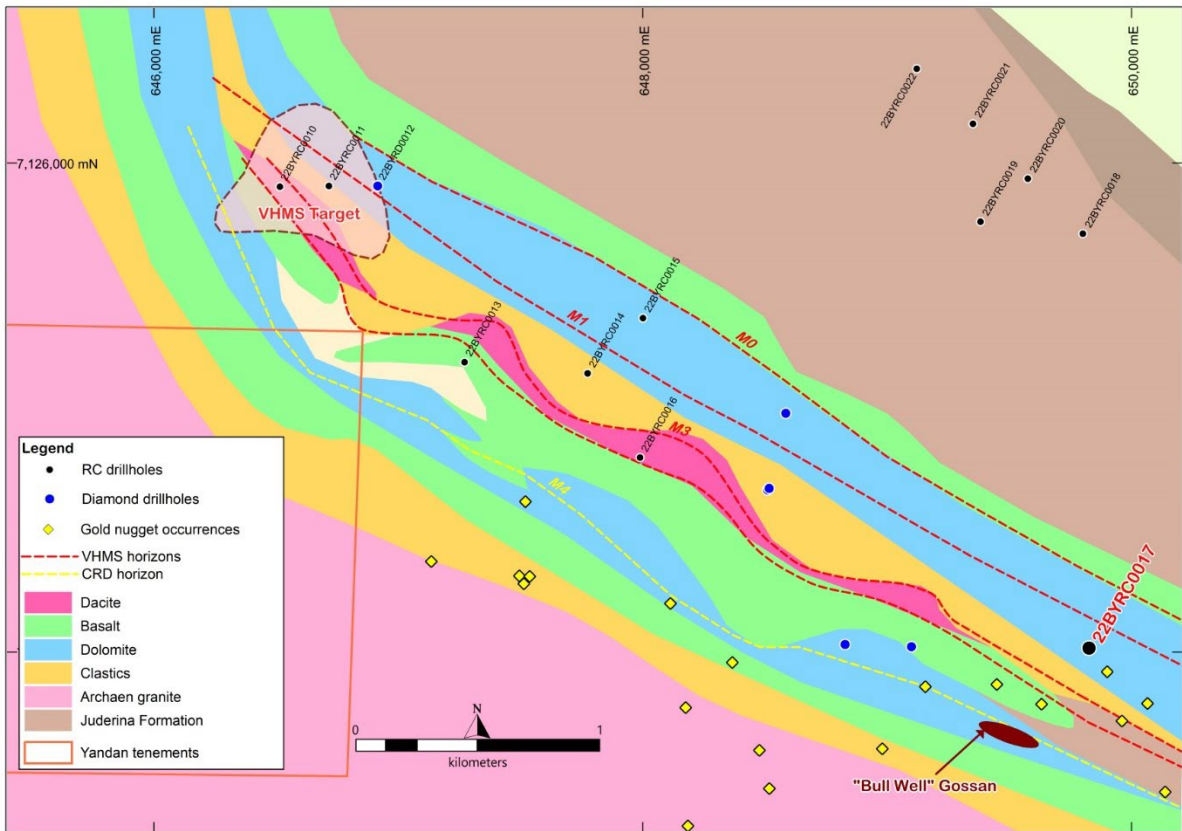 646,000 mE
648,000 mE
650,000 mE
7,126,000 mN
22BYRC0022
22BYRC0021
22BYRC0020
22BYRC0019
22BYRC0018
22BYRC0010
22BYRC0011
22BYRD0012
VHMS Target
22BYRC0015
22BYRC0013
22BYRC0014
M1
M0
22BYRC0016
M3
M4
22BYRC0017
Legend
RC drillholes
Diamond drillholes
Gold nugget occurrences
VHMS horizons
CRD horizon
Dacite
Basalt
Dolomite
Clastics
Archaen granite
Juderina Formation
Yandan tenements
N
0 1
kilometers
"Bull Well" Gossan